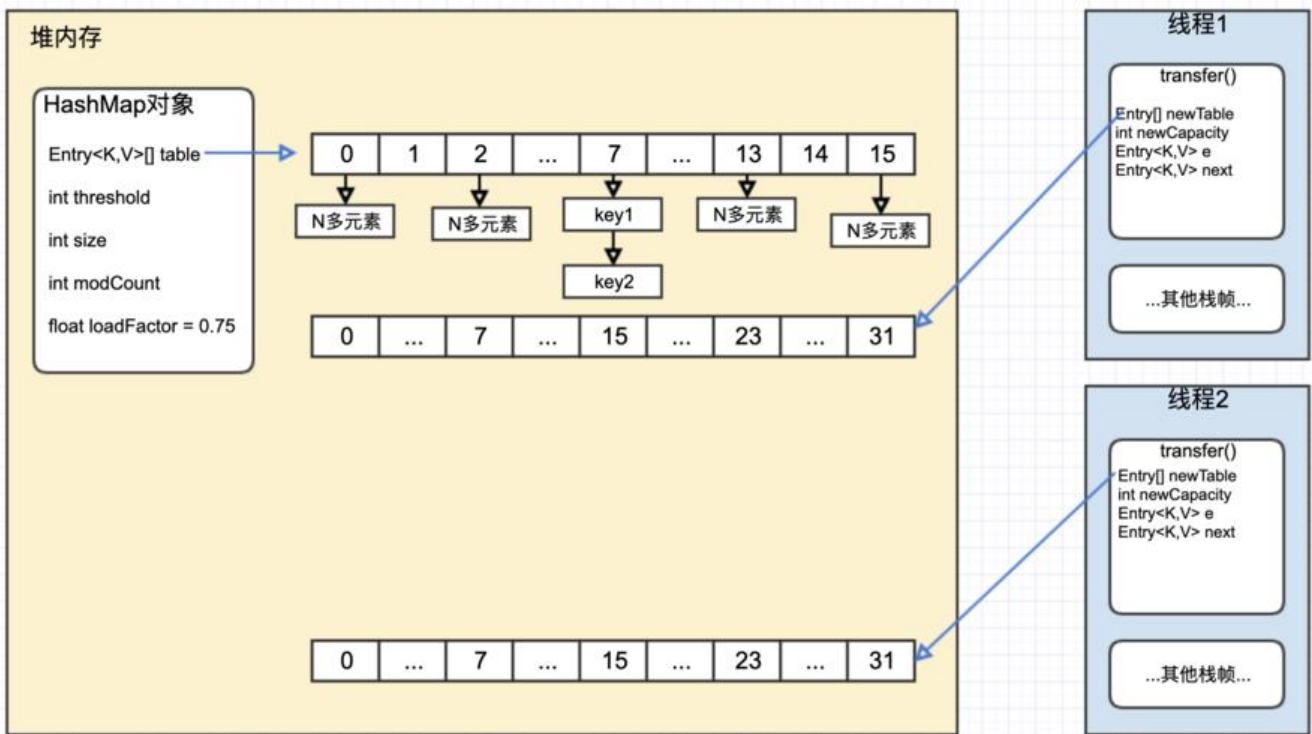 堆内存
HashMap对象
Entry<K,V>[] table
int threshold
int size
int modCount
float loadFactor = 0.75
0 1 2 ... 7 ... 13 14 15
N多元素 N多元素 key1 N多元素 N多元素
key2
0 ... 7 ... 15 ... 23 ... 31
0 ... 7 ... 15 ... 23 ... 31
线程1
transfer()
Entry[] newTable
int newCapacity
Entry<K,V> e
Entry<K,V> next
...其他栈帧...
线程2
transfer()
Entry[] newTable
int newCapacity
Entry<K,V> e
Entry<K,V> next
...其他栈帧...